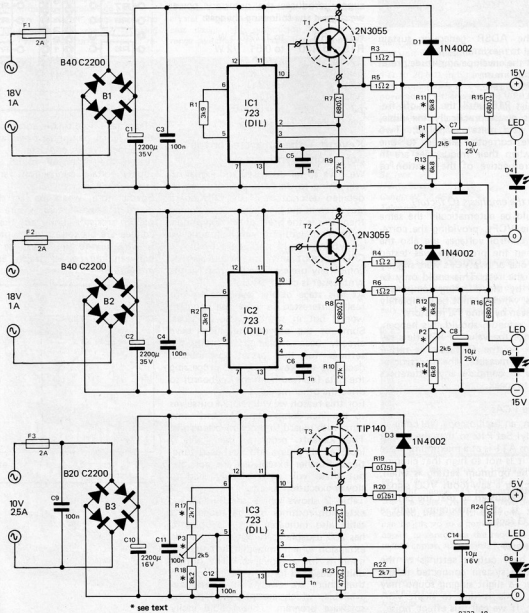 F1
2A
18V
1A
B40 C2200
B1
C1
2200µ
35V
C3
100n
R1
3k9
12
11
6
5
10
2
3
4
7
13
IC1
723
(DIL)
T1
2N3055
R3
1Ω2
R5
1Ω2
R7
680Ω
R9
27k
C5
1n
D1
1N4002
R11
*
6k8
P1
*
2k5
R13
*
6k8
C7
10µ
25V
15V
+
R15
680Ω
LED
D4
0
F2
2A
18V
1A
B40 C2200
B2
C2
2200µ
35V
C4
100n
R2
3k9
12
11
6
5
10
2
3
4
7
13
IC2
723
(DIL)
T2
2N3055
R4
1Ω2
R6
1Ω2
R8
680Ω
R10
27k
C6
1n
D2
1N4002
R12
*
6k8
P2
*
2k5
R14
*
6k8
C8
10µ
25V
0
R16
680Ω
LED
D5
–
15V
F3
2A
10V
2.5A
C9
100n
B20 C2200
B3
C10
2200µ
16V
C11
100n
R17
*
2k7
P3
*
2k5
R18
*
8k2
C12
100n
12
11
6
5
10
2
3
4
7
13
IC3
723
(DIL)
T3
TIP140
R19
0Ω51
R20
0Ω51
R21
22Ω
R23
470Ω
C13
1n
R22
2k7
D3
1N4002
C14
10µ
16V
5V
+
R24
150Ω
LED
D6
0
* see text